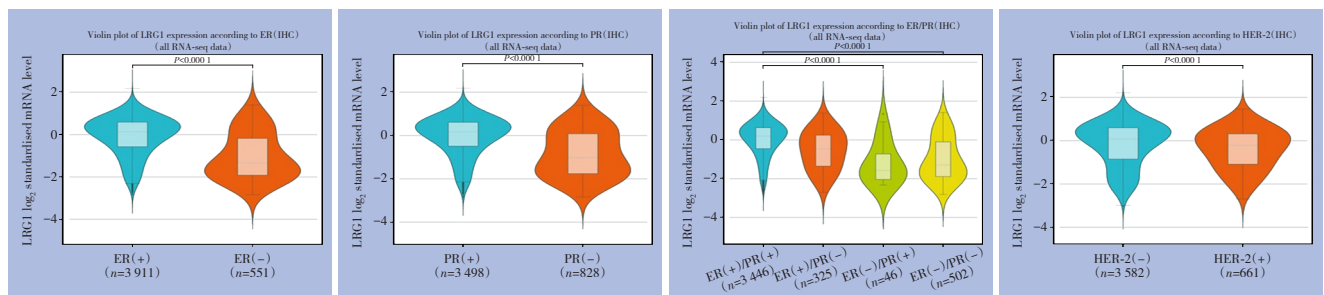 Violin plot of LRG1 expression according to ER(IHC)
(all RNA-seq data)
P<0.000 1
LRG1 log2 standardised mRNA level
2
0
−2
−4
ER(+)
(n=3 911)
ER(−)
(n=551)
Violin plot of LRG1 expression according to PR(IHC)
(all RNA-seq data)
P<0.000 1
LRG1 log2 standardised mRNA level
2
0
−2
−4
PR(+)
(n=3 498)
PR(−)
(n=828)
Violin plot of LRG1 expression according to ER/PR(IHC)
(all RNA-seq data)
P<0.000 1
P<0.000 1
LRG1 log2 standardised mRNA level
4
2
0
−2
−4
ER(+)/PR(+)
(n=3 446)
ER(+)/PR(−)
(n=325)
ER(−)/PR(+)
(n=46)
ER(−)/PR(−)
(n=502)
Violin plot of LRG1 expression according to HER-2(IHC)
(all RNA-seq data)
P<0.000 1
LRG1 log2 standardised mRNA level
2
0
−2
−4
HER-2(−)
(n=3 582)
HER-2(+)
(n=661)